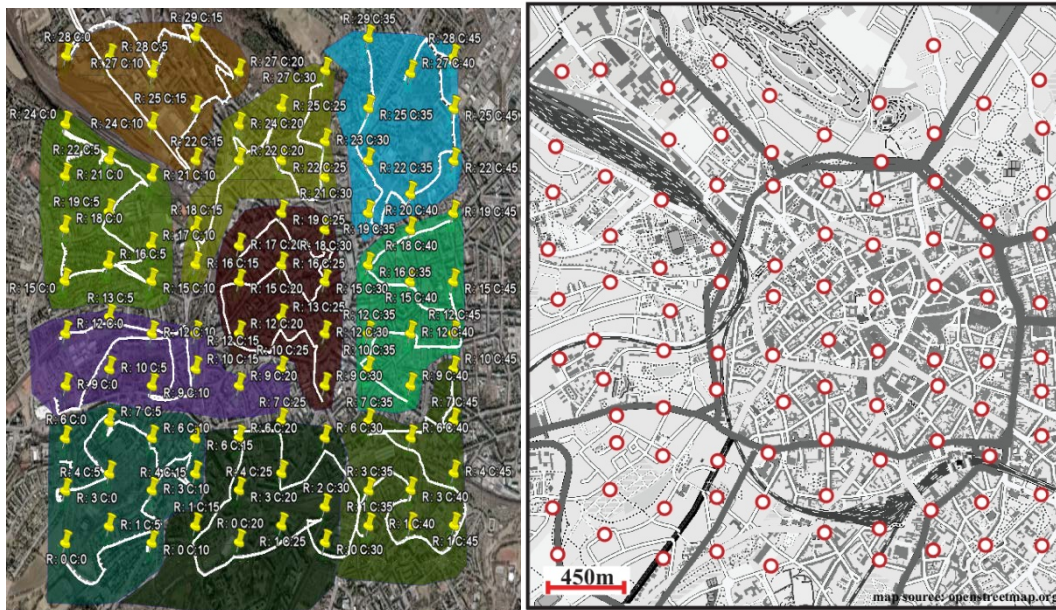 R: 29 C:15
R: 28 C:0
R: 28 C:5
R: 29 C:35
R: 28 C:45
R: 27 C:10
R: 27 C:20
R: 27 C:30
R: 27 C:40
R: 25 C:15
R: 25 C:25
R: 25 C:35
R: 25 C:45
R: 24 C:0
R: 24 C:10
R: 24 C:20
R: 23 C:30
R: 22 C:5
R: 22 C:15
R: 22 C:20
R: 22 C:25
R: 22 C:35
R: 22 C:45
R: 21 C:0
R: 21 C:10
R: 21 C:30
R: 20 C:40
R: 19 C:5
R: 18 C:15
R: 19 C:25
R: 19 C:35
R: 19 C:45
R: 18 C:0
R: 17 C:10
R: 17 C:20
R: 18 C:30
R: 18 C:40
R: 16 C:5
R: 16 C:15
R: 16 C:25
R: 16 C:35
R: 15 C:0
R: 15 C:10
R: 15 C:20
R: 15 C:30
R: 15 C:40
R: 15 C:45
R: 13 C:5
R: 13 C:25
R: 12 C:35
R: 12 C:45
R: 12 C:0
R: 12 C:10
R: 12 C:15
R: 12 C:20
R: 12 C:30
R: 12 C:40
R: 10 C:5
R: 10 C:15
R: 10 C:25
R: 10 C:35
R: 10 C:45
R: 9 C:0
R: 9 C:10
R: 9 C:20
R: 9 C:30
R: 9 C:40
R: 7 C:5
R: 7 C:25
R: 7 C:35
R: 7 C:45
R: 6 C:0
R: 6 C:10
R: 6 C:15
R: 6 C:20
R: 6 C:30
R: 6 C:40
R: 4 C:5
R: 4 C:15
R: 4 C:25
R: 3 C:35
R: 4 C:45
R: 3 C:0
R: 3 C:10
R: 3 C:20
R: 2 C:30
R: 3 C:40
R: 1 C:5
R: 1 C:15
R: 1 C:25
R: 1 C:35
R: 1 C:40
R: 1 C:45
R: 0 C:0
R: 0 C:10
R: 0 C:20
R: 0 C:30
450m
map source: openstreetmap.org